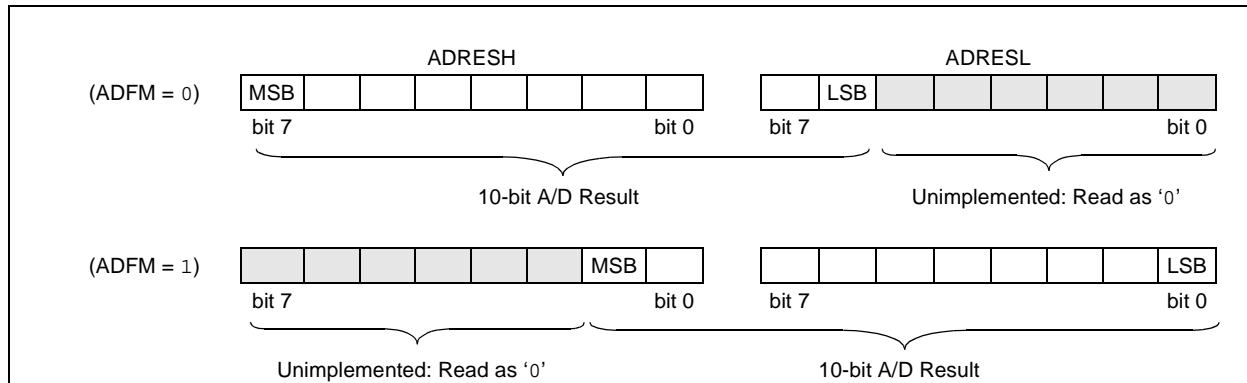 ADRESH ADRESL
(ADFM = 0) MSB LSB
bit 7 bit 0 bit 7 bit 0
10-bit A/D Result Unimplemented: Read as ‘0’
(ADFM = 1) MSB LSB
bit 7 bit 0 bit 7 bit 0
Unimplemented: Read as ‘0’ 10-bit A/D Result